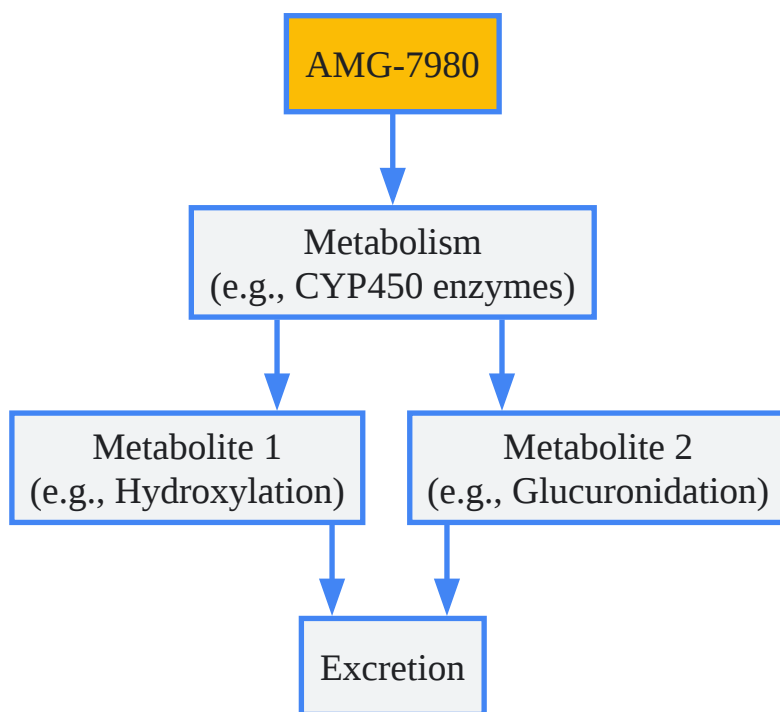 AMG-7980
Metabolism
(e.g., CYP450 enzymes)
Metabolite 1
(e.g., Hydroxylation)
Metabolite 2
(e.g., Glucuronidation)
Excretion